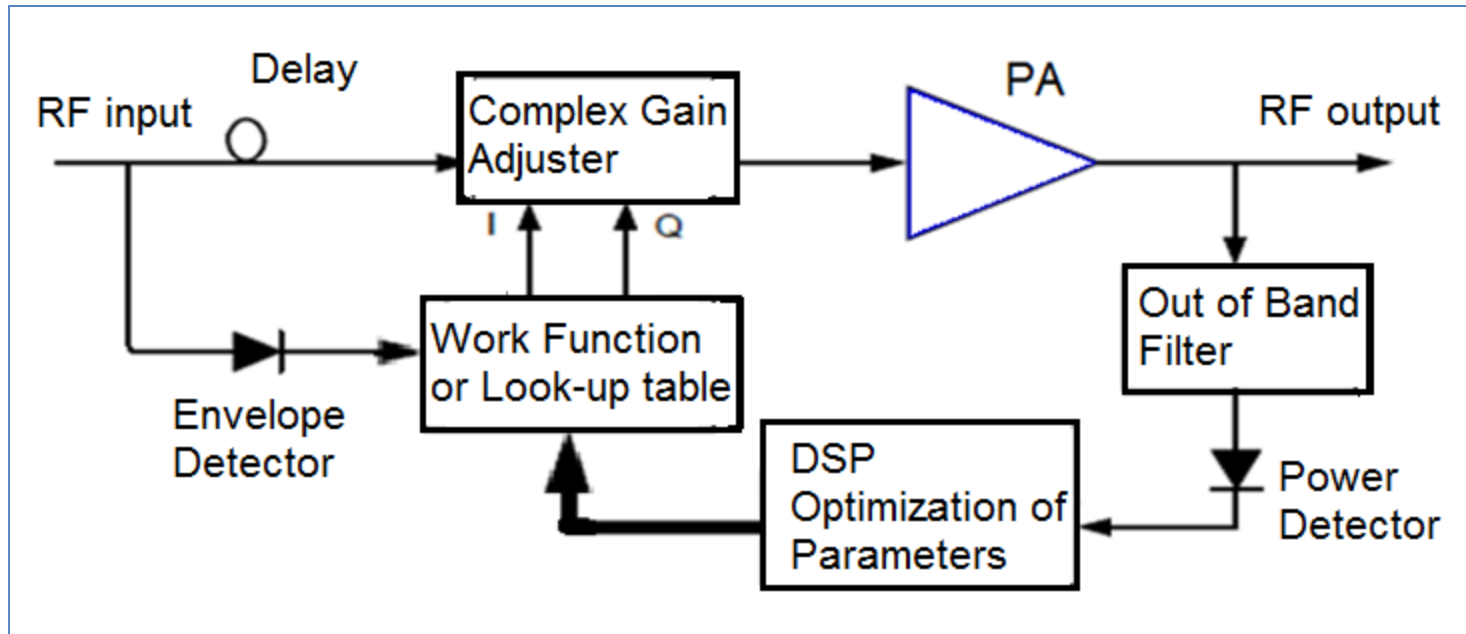 Delay
RF input
Complex Gain
Adjuster
PA
RF output
I
Q
Out of Band
Filter
Work Function
or Look-up table
Envelope
Detector
DSP
Optimization of
Parameters
Power
Detector